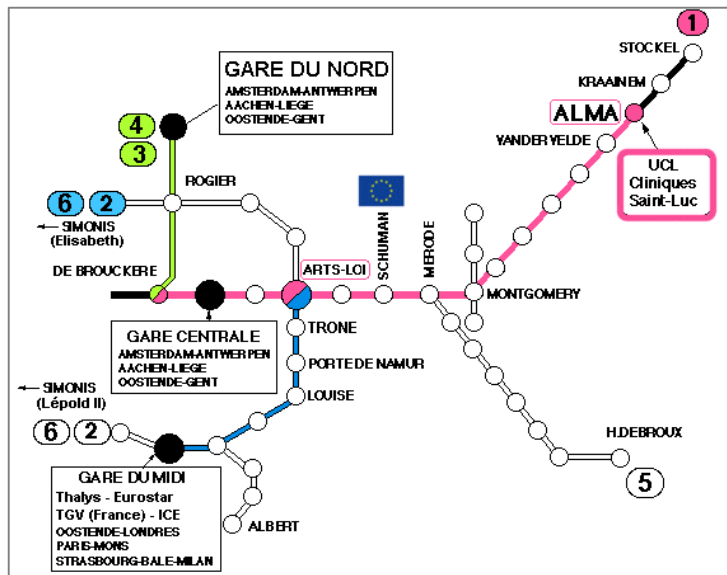 1
STOCKEL
KRAAINEM
ALMA
VANDERVELDE
UCL
Cliniques
Saint-Luc
GARE DU NORD
AMSTERDAM-ANTWERPEN
AACHEN-LIEGE
OOSTENDE-GENT
4
3
ROGIER
6 2
SIMONIS
(Elisabeth)
DE BROUCKERE
ARTS-LOI
SCHUMAN
MERODE
MONTGOMERY
GARE CENTRALE
AMSTERDAM-ANTWERPEN
AACHEN-LIEGE
OOSTENDE-GENT
TRONE
PORTE DE NAMUR
LOUISE
SIMONIS
(Lépold II)
6 2
H.DEBROUX
5
GARE DU MIDI
Thalys - Eurostar
TGV (France) - ICE
OOSTENDE-LONDRES
PARIS-MONS
STRASBOURG-BALE-MILAN
ALBERT